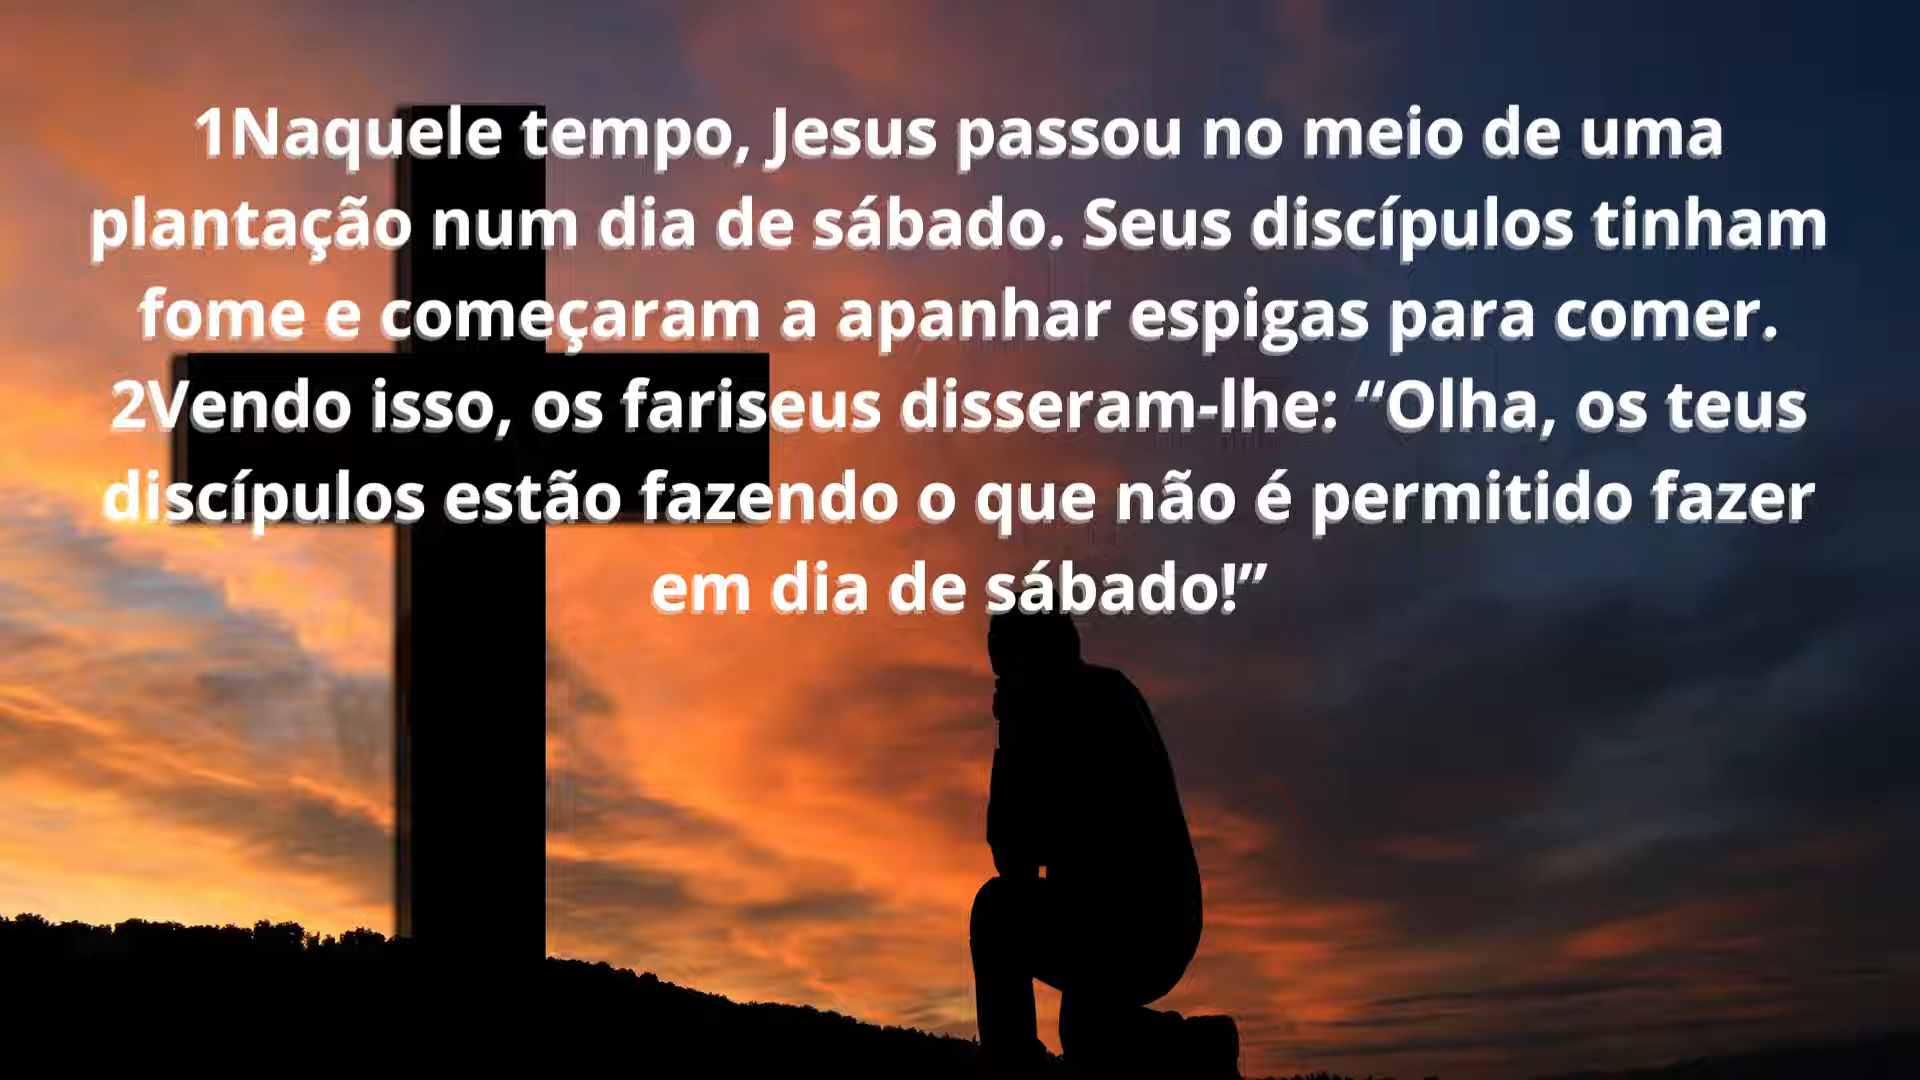 1Naquele tempo, Jesus passou no meio de uma
plantação num dia de sábado. Seus discípulos tinham
fome e começaram a apanhar espigas para comer.
2Vendo isso, os fariseus disseram-lhe: “Olha, os teus
discípulos estão fazendo o que não é permitido fazer
em dia de sábado!”